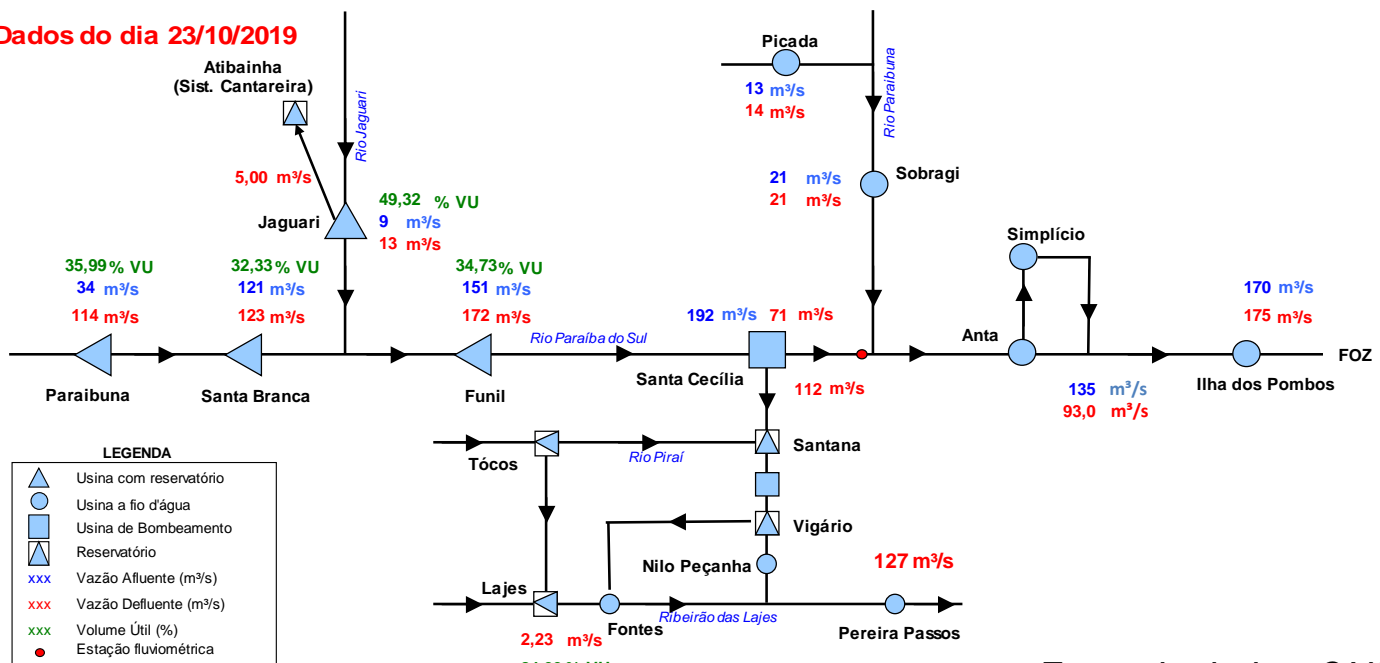 Dados do dia 23/10/2019
Atibainha
(Sist. Cantareira)
Rio Jaguari
5,00 m³/s
Jaguari
49,32 % VU
9 m³/s
13 m³/s
Picada
13 m³/s
14 m³/s
Rio Paraibuna
Sobragi
21 m³/s
21 m³/s
35,99% VU
34 m³/s
114 m³/s
Paraibuna
32,33% VU
121 m³/s
123 m³/s
Santa Branca
34,73% VU
151 m³/s
172 m³/s
Funil
Rio Paraíba do Sul
192 m³/s 71 m³/s
Santa Cecília
112 m³/s
Simplício
Anta
135 m³/s
93,0 m³/s
170 m³/s
175 m³/s
Ilha dos Pombos
FOZ
Tócos
Rio Piraí
Santana
Vigário
Nilo Peçanha
127 m³/s
Lajes
Fontes
Ribeirão das Lajes
Pereira Passos
2,23 m³/s
LEGENDA
Usina com reservatório
Usina a fio d'água
Usina de Bombeamento
Reservatório
xxx Vazão Afluente (m³/s)
xxx Vazão Defluente (m³/s)
xxx Volume Útil (%)
Estação fluviométrica